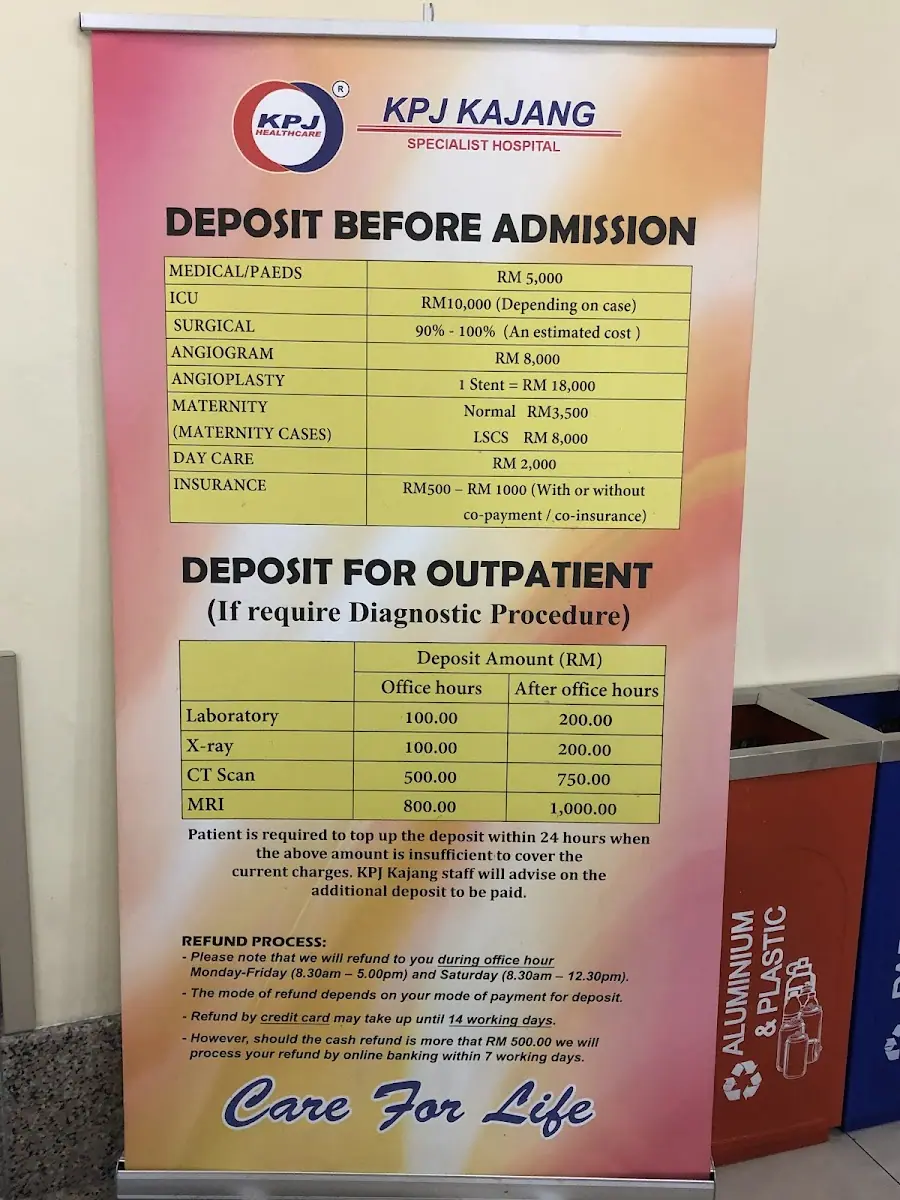 KPJ
HEALTHCARE
®
KPJ KAJANG
SPECIALIST HOSPITAL
DEPOSIT BEFORE ADMISSION
MEDICAL/PAEDS RM 5,000
ICU RM10,000 (Depending on case)
SURGICAL 90% - 100% (An estimated cost )
ANGIOGRAM RM 8,000
ANGIOPLASTY 1 Stent = RM 18,000
MATERNITY Normal RM3,500
(MATERNITY CASES) LSCS RM 8,000
DAY CARE RM 2,000
INSURANCE RM500 – RM 1000 (With or without
co-payment / co-insurance)
DEPOSIT FOR OUTPATIENT
(If require Diagnostic Procedure)
Deposit Amount (RM)
Office hours After office hours
Laboratory 100.00 200.00
X-ray 100.00 200.00
CT Scan 500.00 750.00
MRI 800.00 1,000.00
Patient is required to top up the deposit within 24 hours when
the above amount is insufficient to cover the
current charges. KPJ Kajang staff will advise on the
additional deposit to be paid.
REFUND PROCESS:
- Please note that we will refund to you during office hour
Monday-Friday (8.30am – 5.00pm) and Saturday (8.30am – 12.30pm).
- The mode of refund depends on your mode of payment for deposit.
- Refund by credit card may take up until 14 working days.
- However, should the cash refund is more that RM 500.00 we will
process your refund by online banking within 7 working days.
Care For Life
ALUMINIUM
& PLASTIC